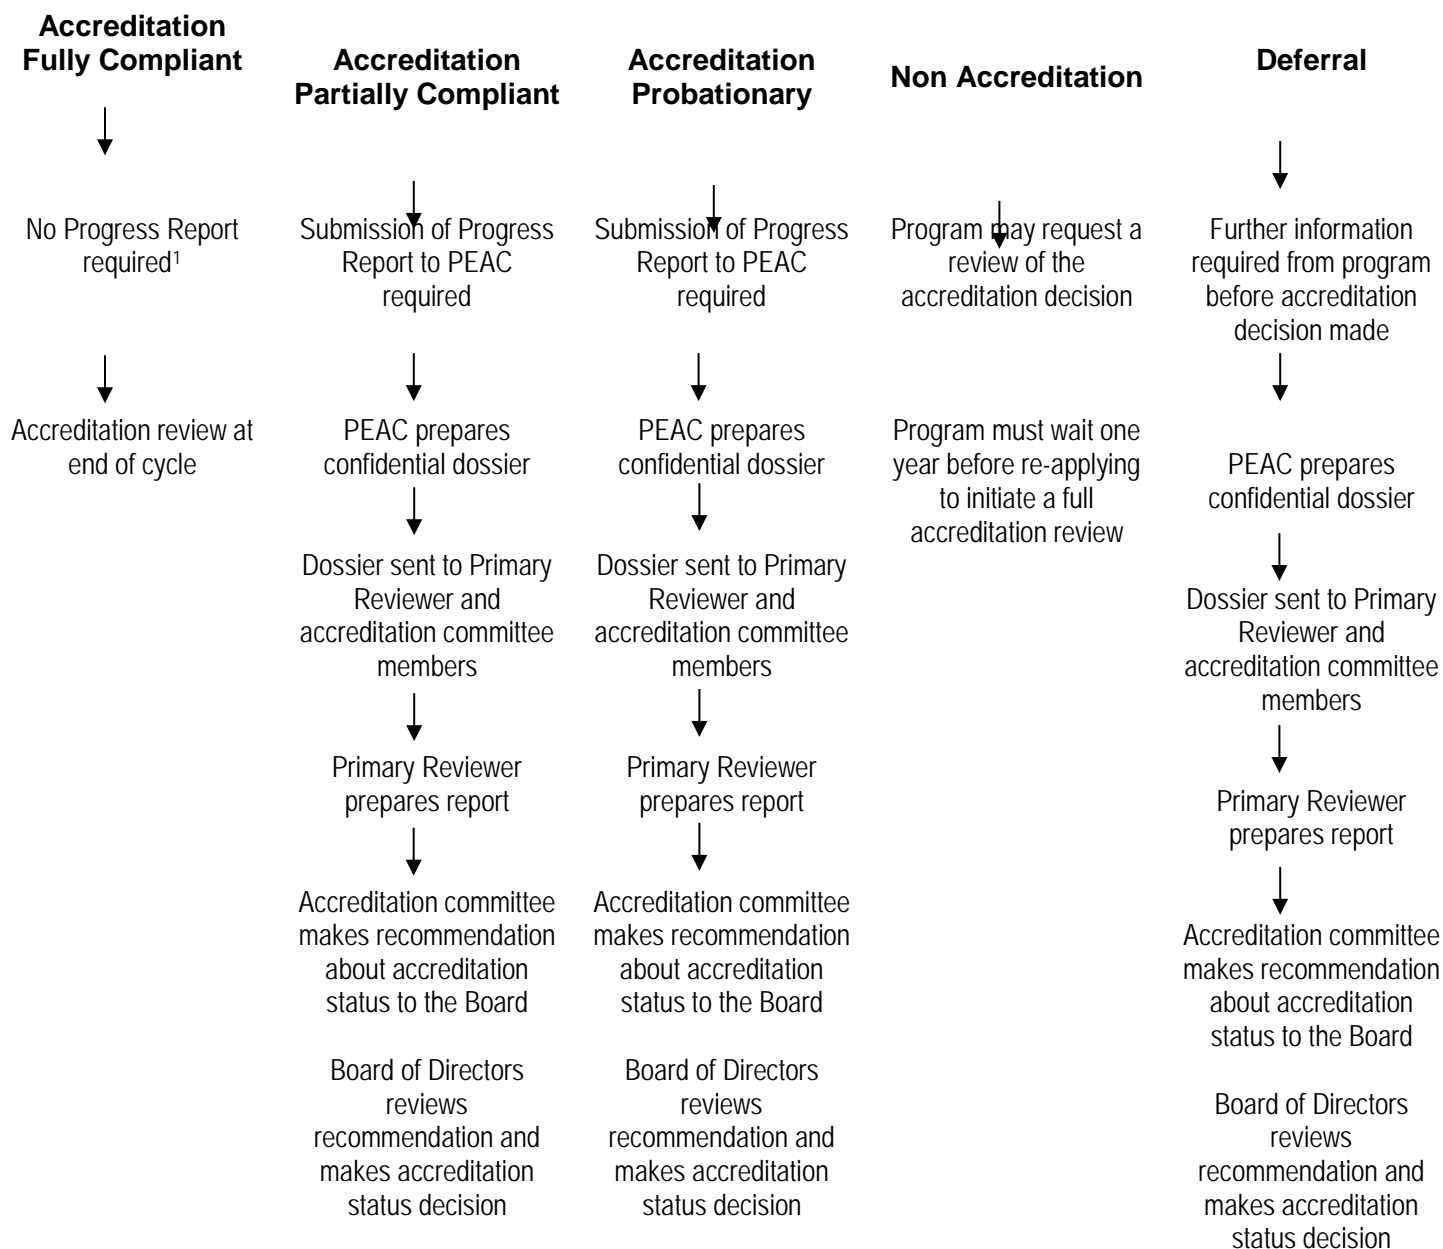 Accreditation
Fully Compliant
No Progress Report
required¹
Accreditation review at
end of cycle
Accreditation
Partially Compliant
Submission of Progress
Report to PEAC
required
PEAC prepares
confidential dossier
Dossier sent to Primary
Reviewer and
accreditation committee
members
Primary Reviewer
prepares report
Accreditation committee
makes recommendation
about accreditation
status to the Board
Board of Directors
reviews
recommendation and
makes accreditation
status decision
Accreditation
Probationary
Submission of Progress
Report to PEAC
required
PEAC prepares
confidential dossier
Dossier sent to Primary
Reviewer and
accreditation committee
members
Primary Reviewer
prepares report
Accreditation committee
makes recommendation
about accreditation
status to the Board
Board of Directors
reviews
recommendation and
makes accreditation
status decision
Non Accreditation
Program may request a
review of the
accreditation decision
Program must wait one
year before re-applying
to initiate a full
accreditation review
Deferral
Further information
required from program
before accreditation
decision made
PEAC prepares
confidential dossier
Dossier sent to Primary
Reviewer and
accreditation committee
members
Primary Reviewer
prepares report
Accreditation committee
makes recommendation
about accreditation
status to the Board
Board of Directors
reviews
recommendation and
makes accreditation
status decision